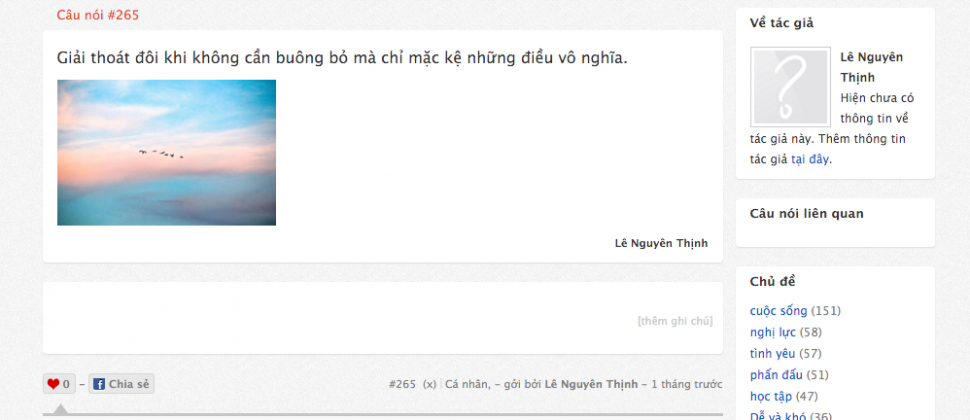 Câu nói #265
Giải thoát đôi khi không cần buông bỏ mà chỉ mặc kệ những điều vô nghĩa.
Lê Nguyên Thịnh
[thêm ghi chú]
0 – Chia sẻ
#265 (x) Cá nhân, – gởi bởi Lê Nguyên Thịnh – 1 tháng trước
Về tác giả
Lê Nguyên
Thịnh
Hiện chưa có
thông tin về
tác giả này. Thêm thông tin
tác giả tại đây.
Câu nói liên quan
Chủ đề
cuộc sống (151)
nghị lực (58)
tình yêu (57)
phấn đấu (51)
học tập (47)
Dễ và khó (36)